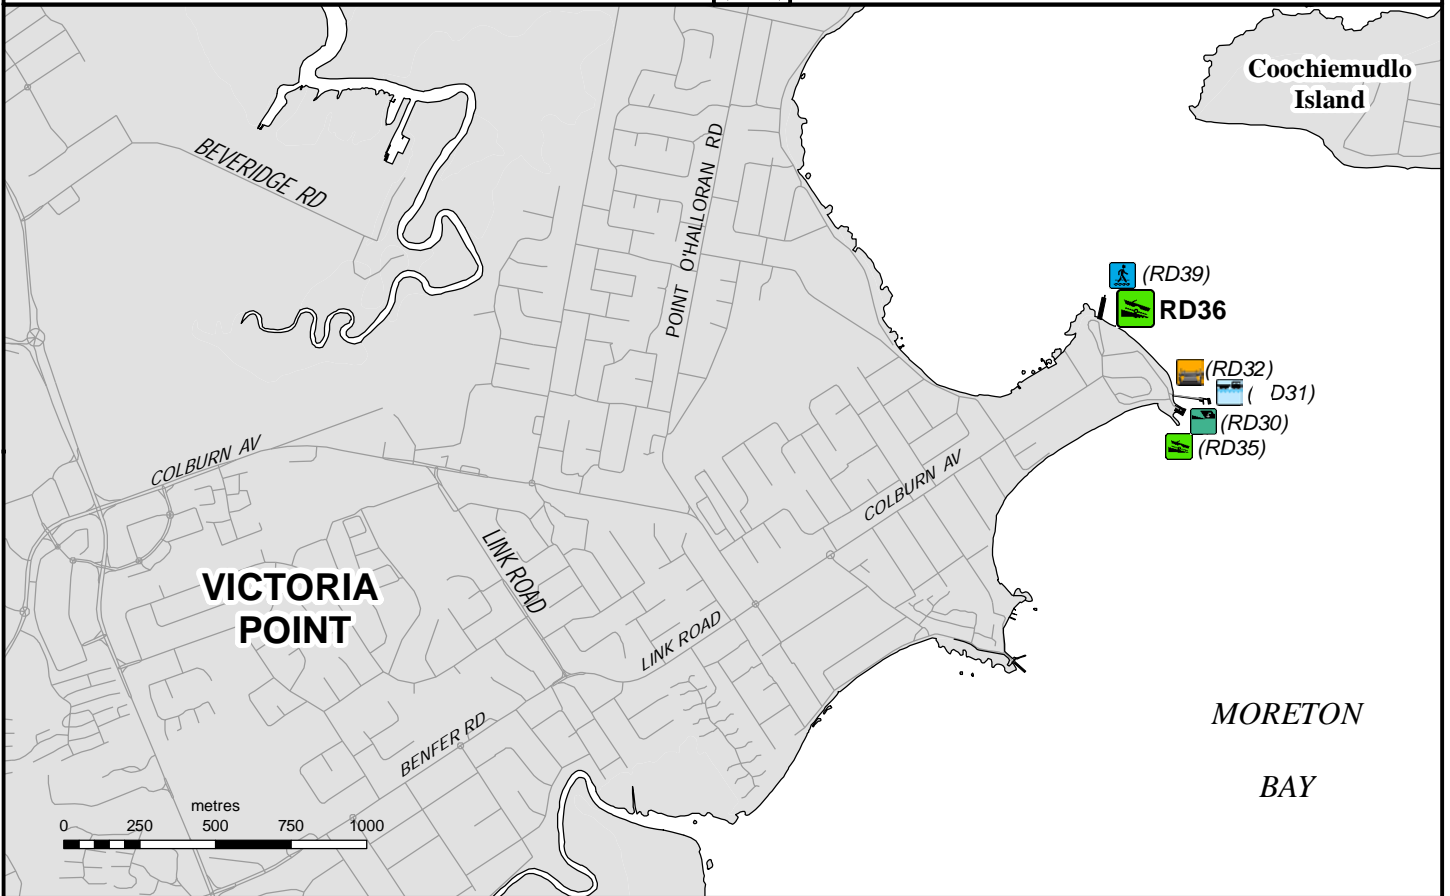 Coochiemudlo
Island
BEVERIDGE RD
POINT O'HALLORAN RD
(RD39)
RD36
(RD32)
( D31)
(RD30)
(RD35)
COLBURN AV
COLBURN AV
LINK ROAD
VICTORIA
POINT
LINK ROAD
BENFER RD
MORETON
BAY
metres
0 250 500 750 1000